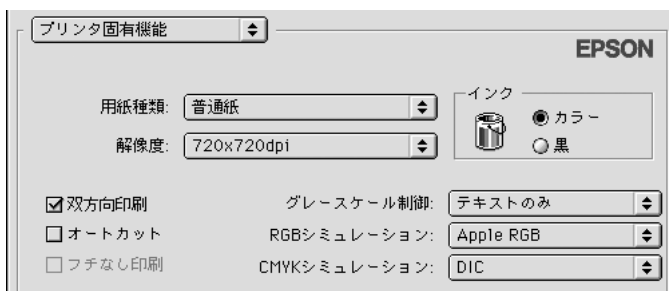 プリンタ固有機能
EPSON
用紙種類: 普通紙
解像度: 720x720dpi
インク
カラー
黒
双方向印刷
オートカット
フチなし印刷
グレースケール制御: テキストのみ
RGBシミュレーション: Apple RGB
CMYKシミュレーション: DIC